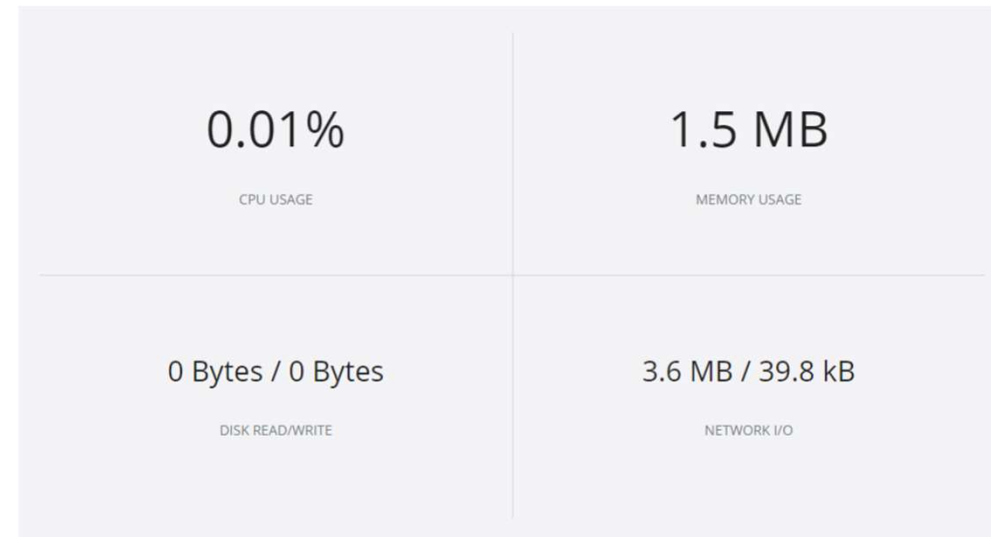 0.01%
CPU USAGE
1.5 MB
MEMORY USAGE
0 Bytes / 0 Bytes
DISK READ/WRITE
3.6 MB / 39.8 kB
NETWORK I/O